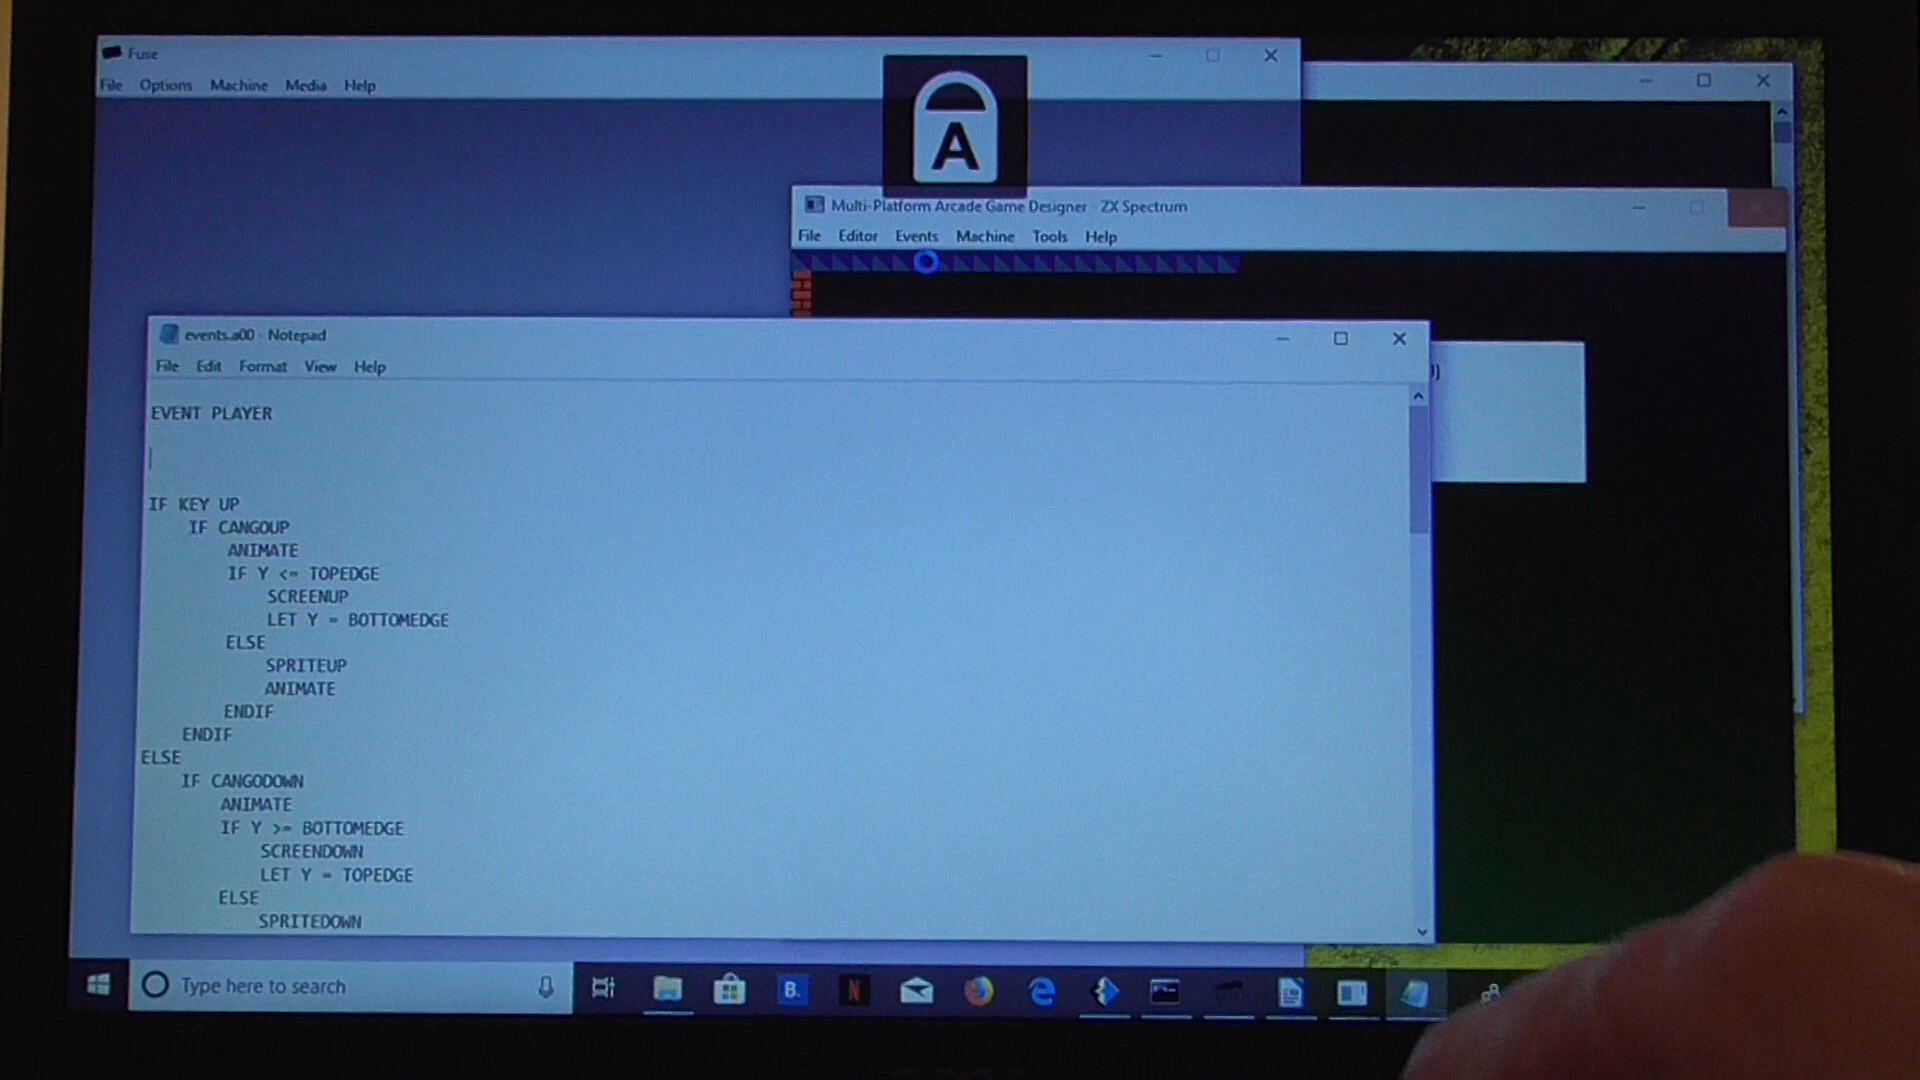 Fuse
File Options Machine Media Help
A
Multi-Platform Arcade Game Designer - ZX Spectrum
File Editor Events Machine Tools Help
events.a00 - Notepad
File Edit Format View Help
EVENT PLAYER
IF KEY UP
IF CANGOUP
ANIMATE
IF Y <= TOPEDGE
SCREENUP
LET Y = BOTTOMEDGE
ELSE
SPRITEUP
ANIMATE
ENDIF
ENDIF
ELSE
IF CANGODOWN
ANIMATE
IF Y >= BOTTOMEDGE
SCREENDOWN
LET Y = TOPEDGE
ELSE
SPRITEDOWN
Type here to search
B.
N